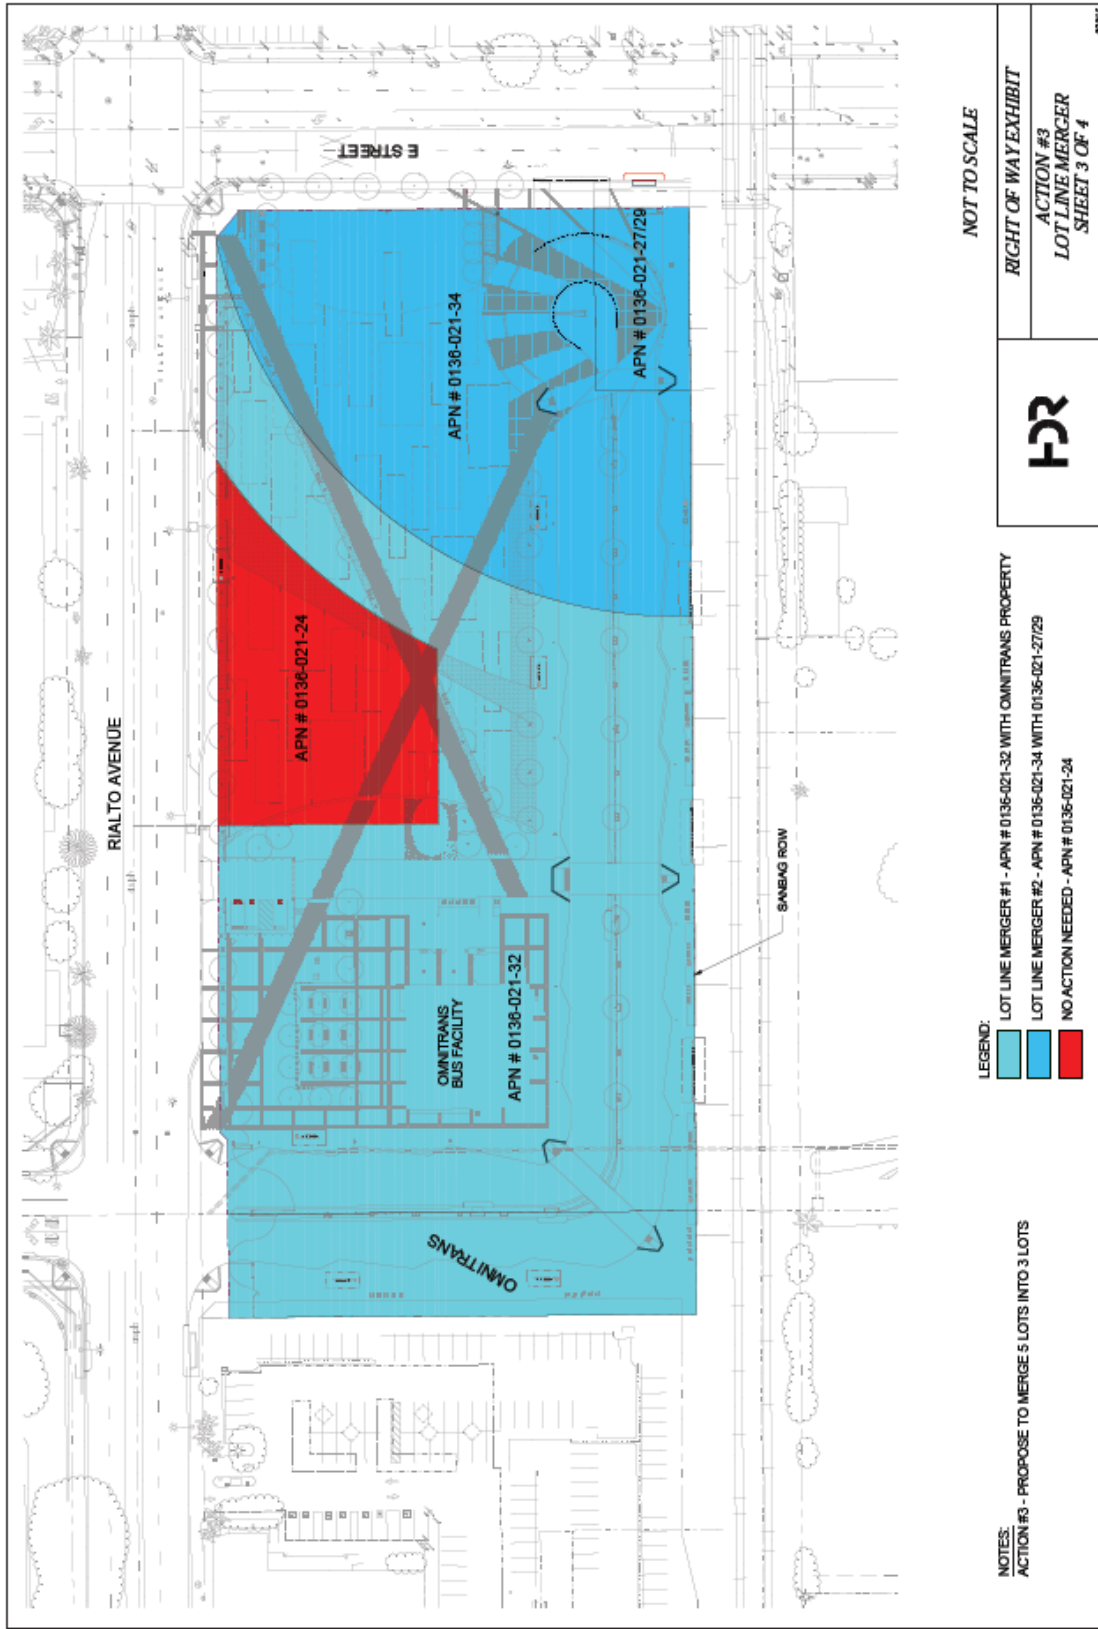 RIALTO AVENUE
E STREET
APN # 0136-021-34
APN # 0136-021-27/29
APN # 0136-021-24
OMNITRANS
BUS FACILITY
APN # 0136-021-32
OMNITRANS
SANBAG ROW
NOTES:
ACTION #3 - PROPOSE TO MERGE 5 LOTS INTO 3 LOTS
LEGEND:
LOT LINE MERGER #1 - APN # 0136-021-32 WITH OMNITRANS PROPERTY
LOT LINE MERGER #2 - APN # 0136-021-34 WITH 0136-021-27/29
NO ACTION NEEDED - APN # 0136-021-24
NOT TO SCALE
HDR
RIGHT OF WAY EXHIBIT
ACTION #3
LOT LINE MERGER
SHEET 3 OF 4